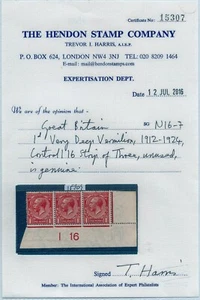 Certificate No: 15307
THE HENDON STAMP COMPANY
TREVOR I. HARRIS, A.I.E.P.
P. O. BOX 624, LONDON NW4 3NJ TEL: 020 8209 1464
E-mail: mail@hendonstamps.com
EXPERTISATION DEPT.
Date 12 JUL 2016
We are of the opinion that -
Great Britain SG N16-7
1d Very Deep Vermilion, 1912-1924,
Control I 16 Strip of Three, unused,
is genuine
I 16
Signed T. Harris
Member: The International Association of Expert Philatelists